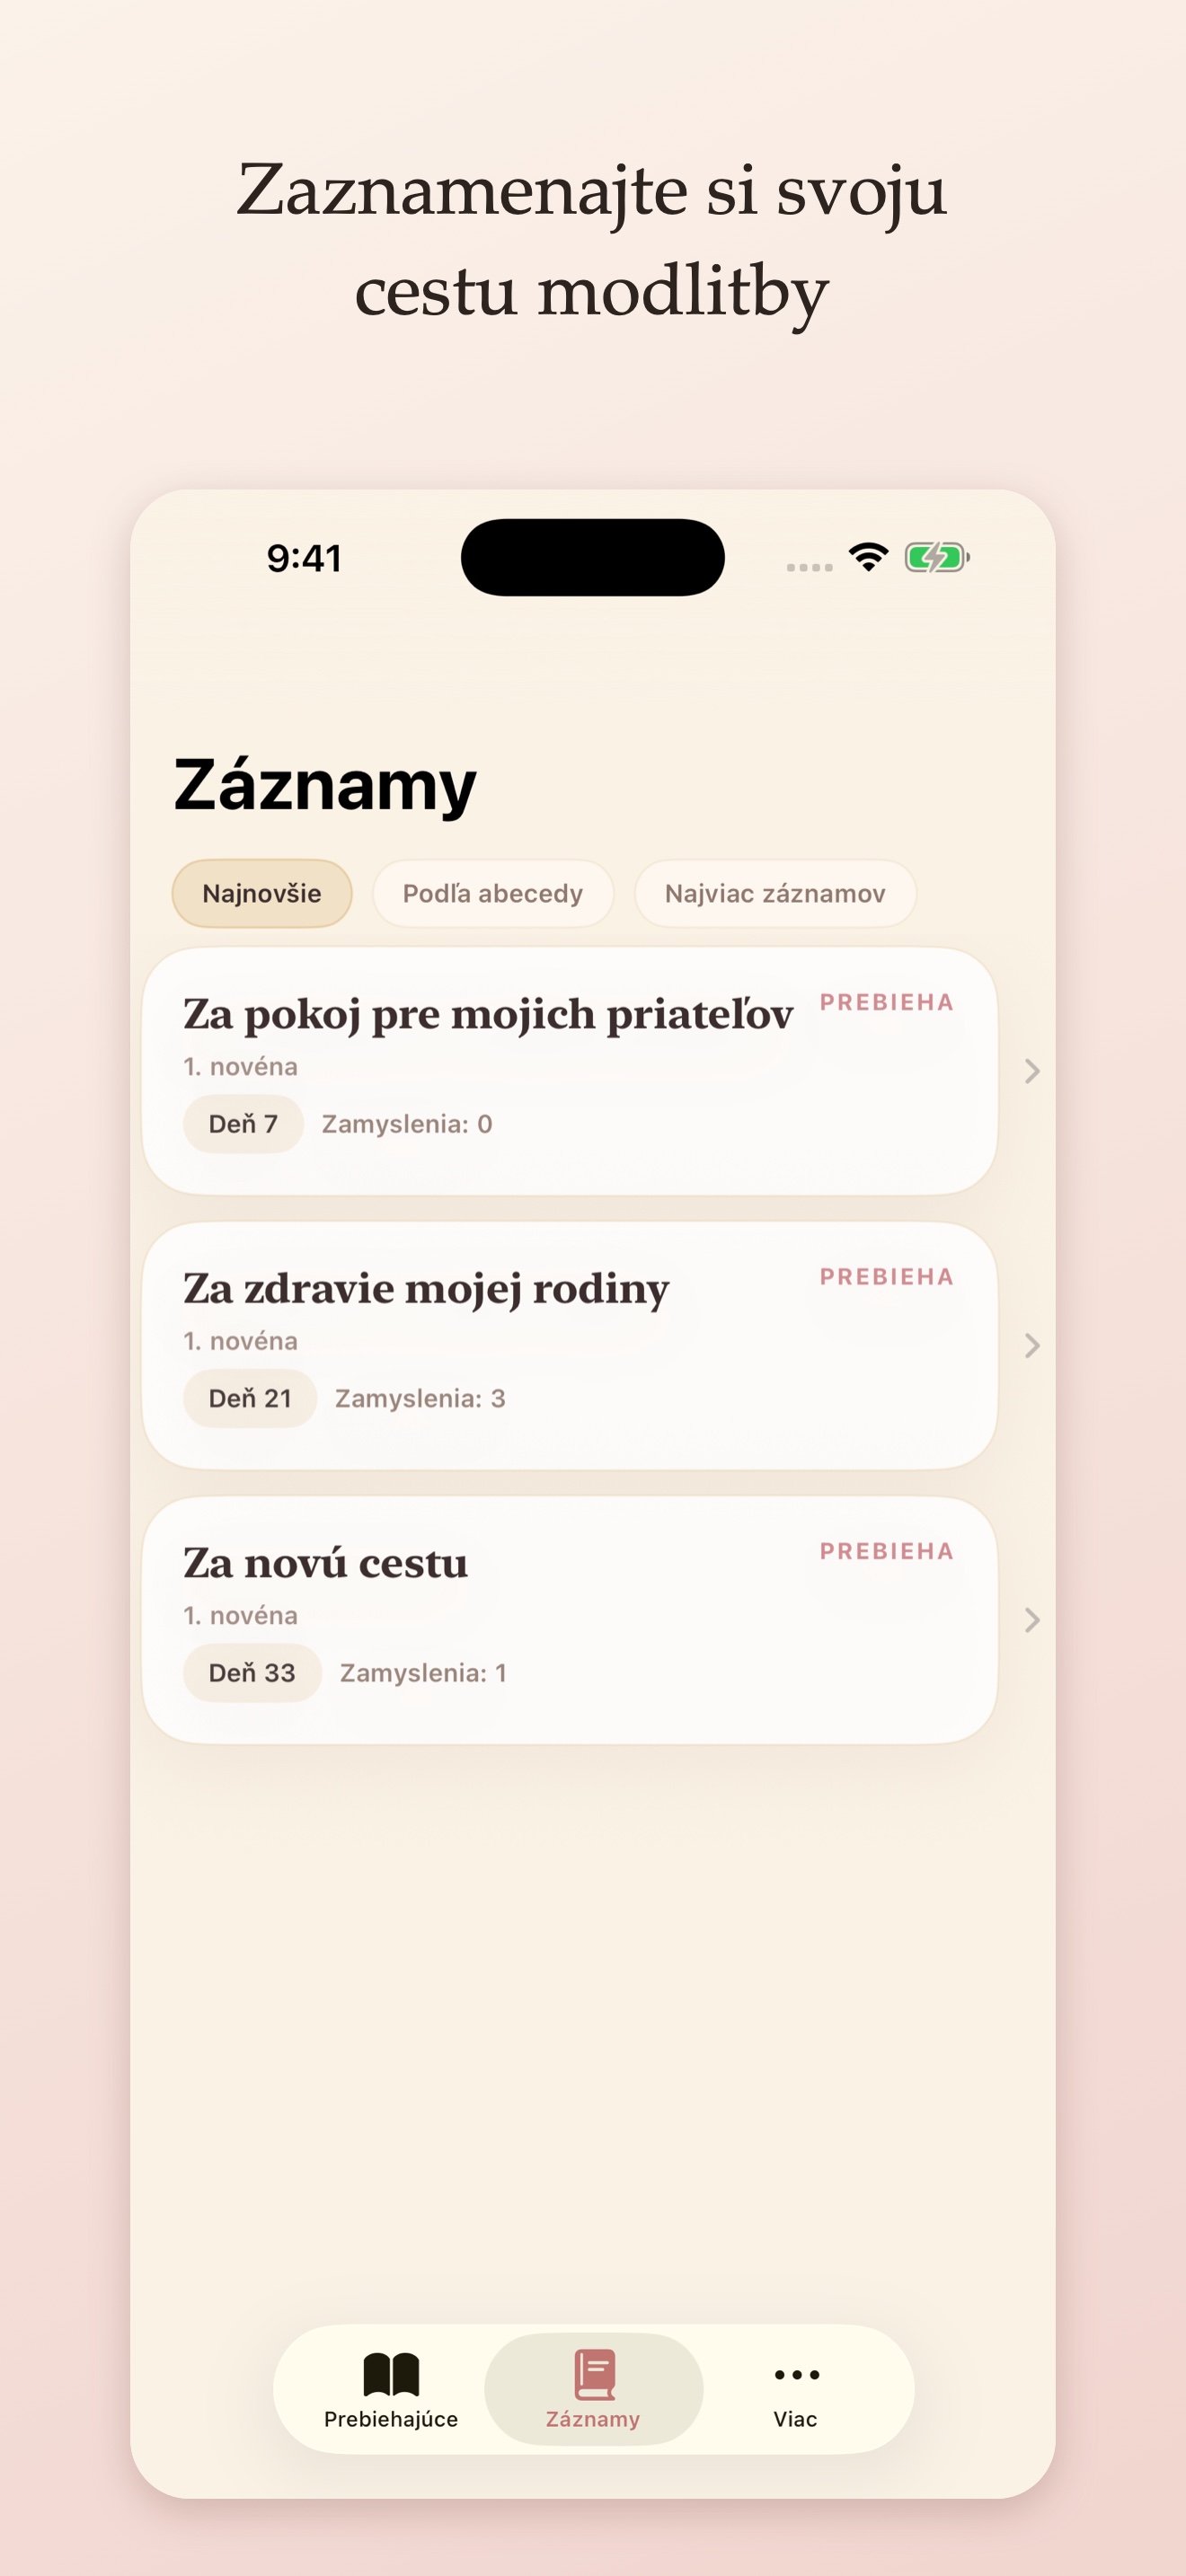 Zaznamenajte si svoju
cestu modlitby
9:41
Záznamy
Najnovšie
Podľa abecedy
Najviac záznamov
Za pokoj pre mojich priateľov
PREBIEHA
1. novéna
Deň 7
Zamyslenia: 0
Za zdravie mojej rodiny
PREBIEHA
1. novéna
Deň 21
Zamyslenia: 3
Za novú cestu
PREBIEHA
1. novéna
Deň 33
Zamyslenia: 1
Prebiehajúce
Záznamy
Viac